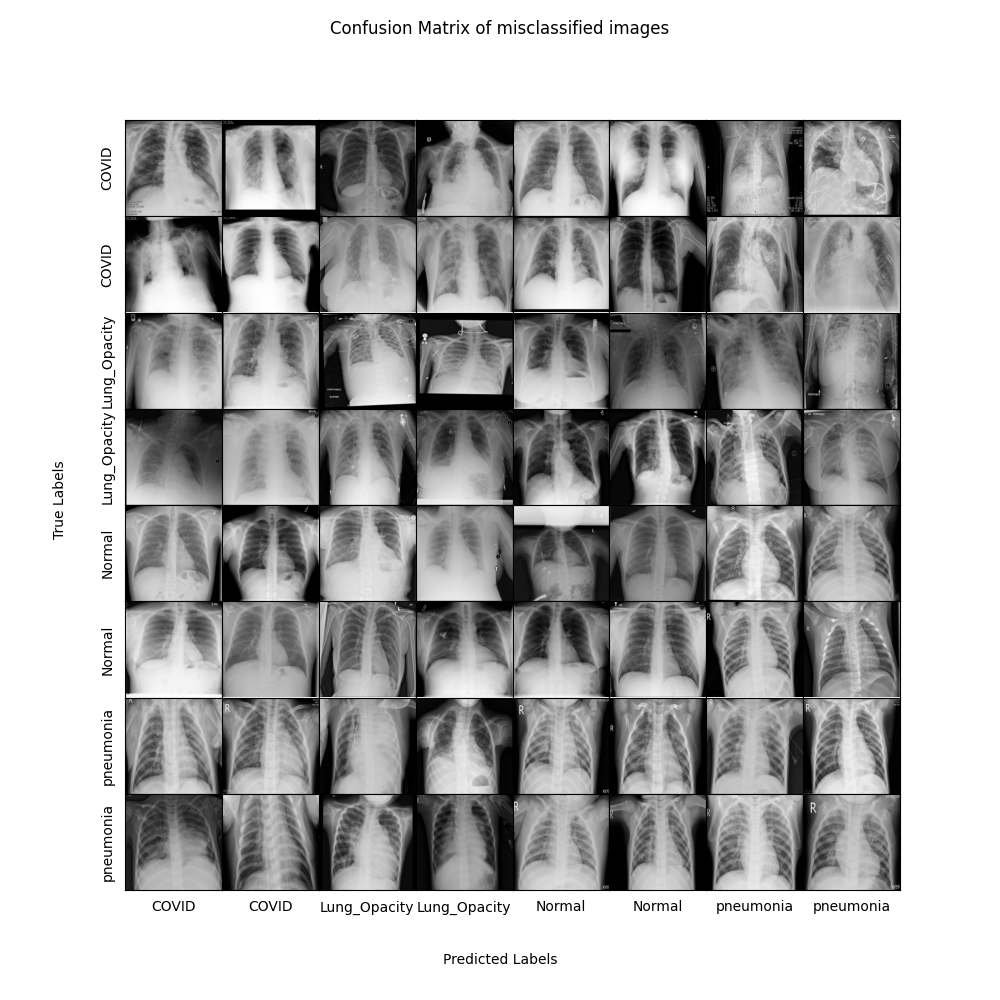 Confusion Matrix of misclassified images
COVID
COVID
Lung_Opacity
Lung_Opacity
Normal
Normal
pneumonia
pneumonia
True Labels
COVID COVID Lung_Opacity Lung_Opacity Normal Normal pneumonia pneumonia
Predicted Labels